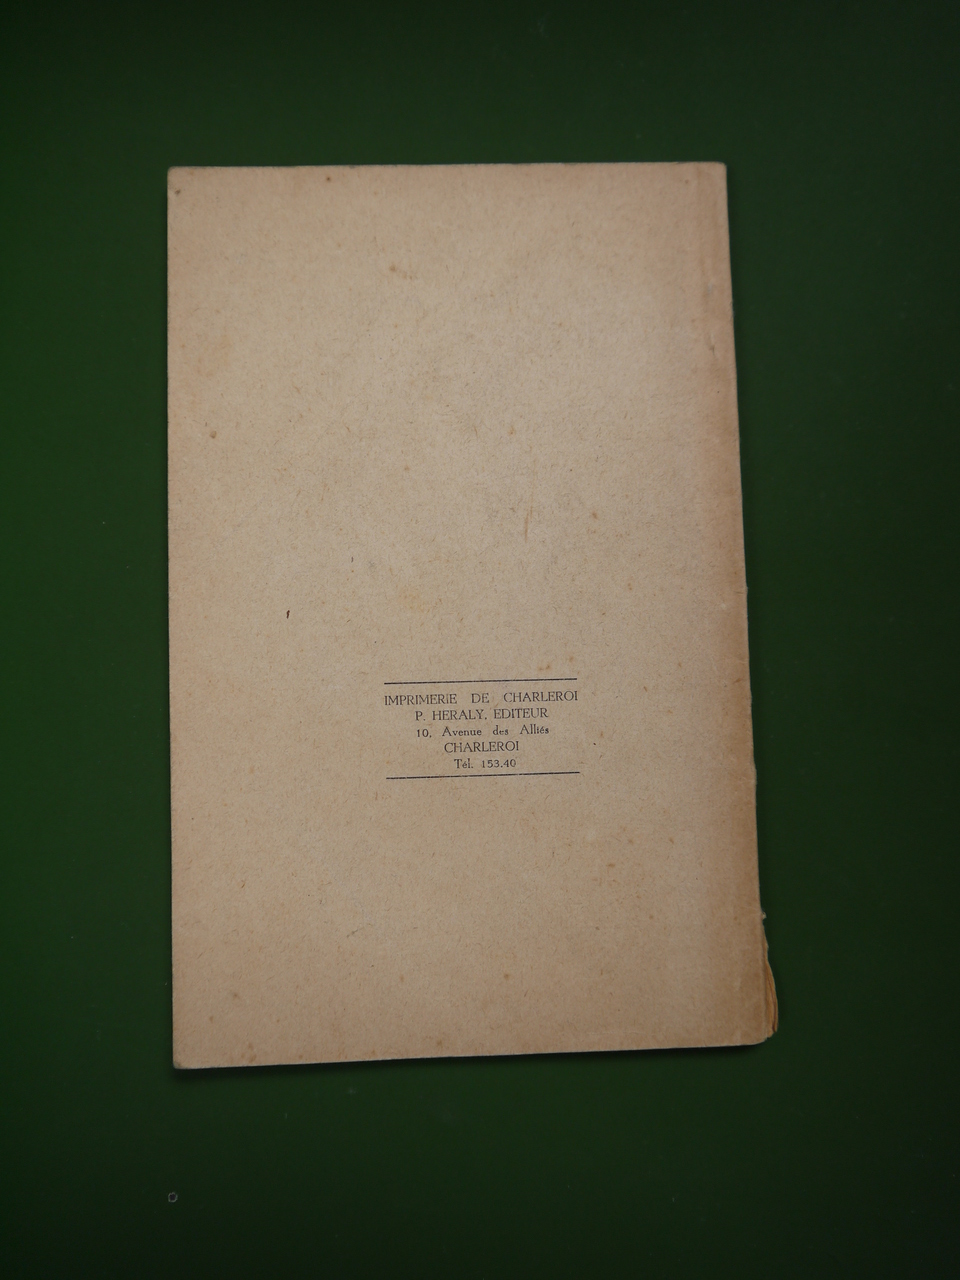 IMPRIMERIE DE CHARLEROI
P. HERALY, EDITEUR
10, Avenue des Alliés
CHARLEROI
Tél. 153.40